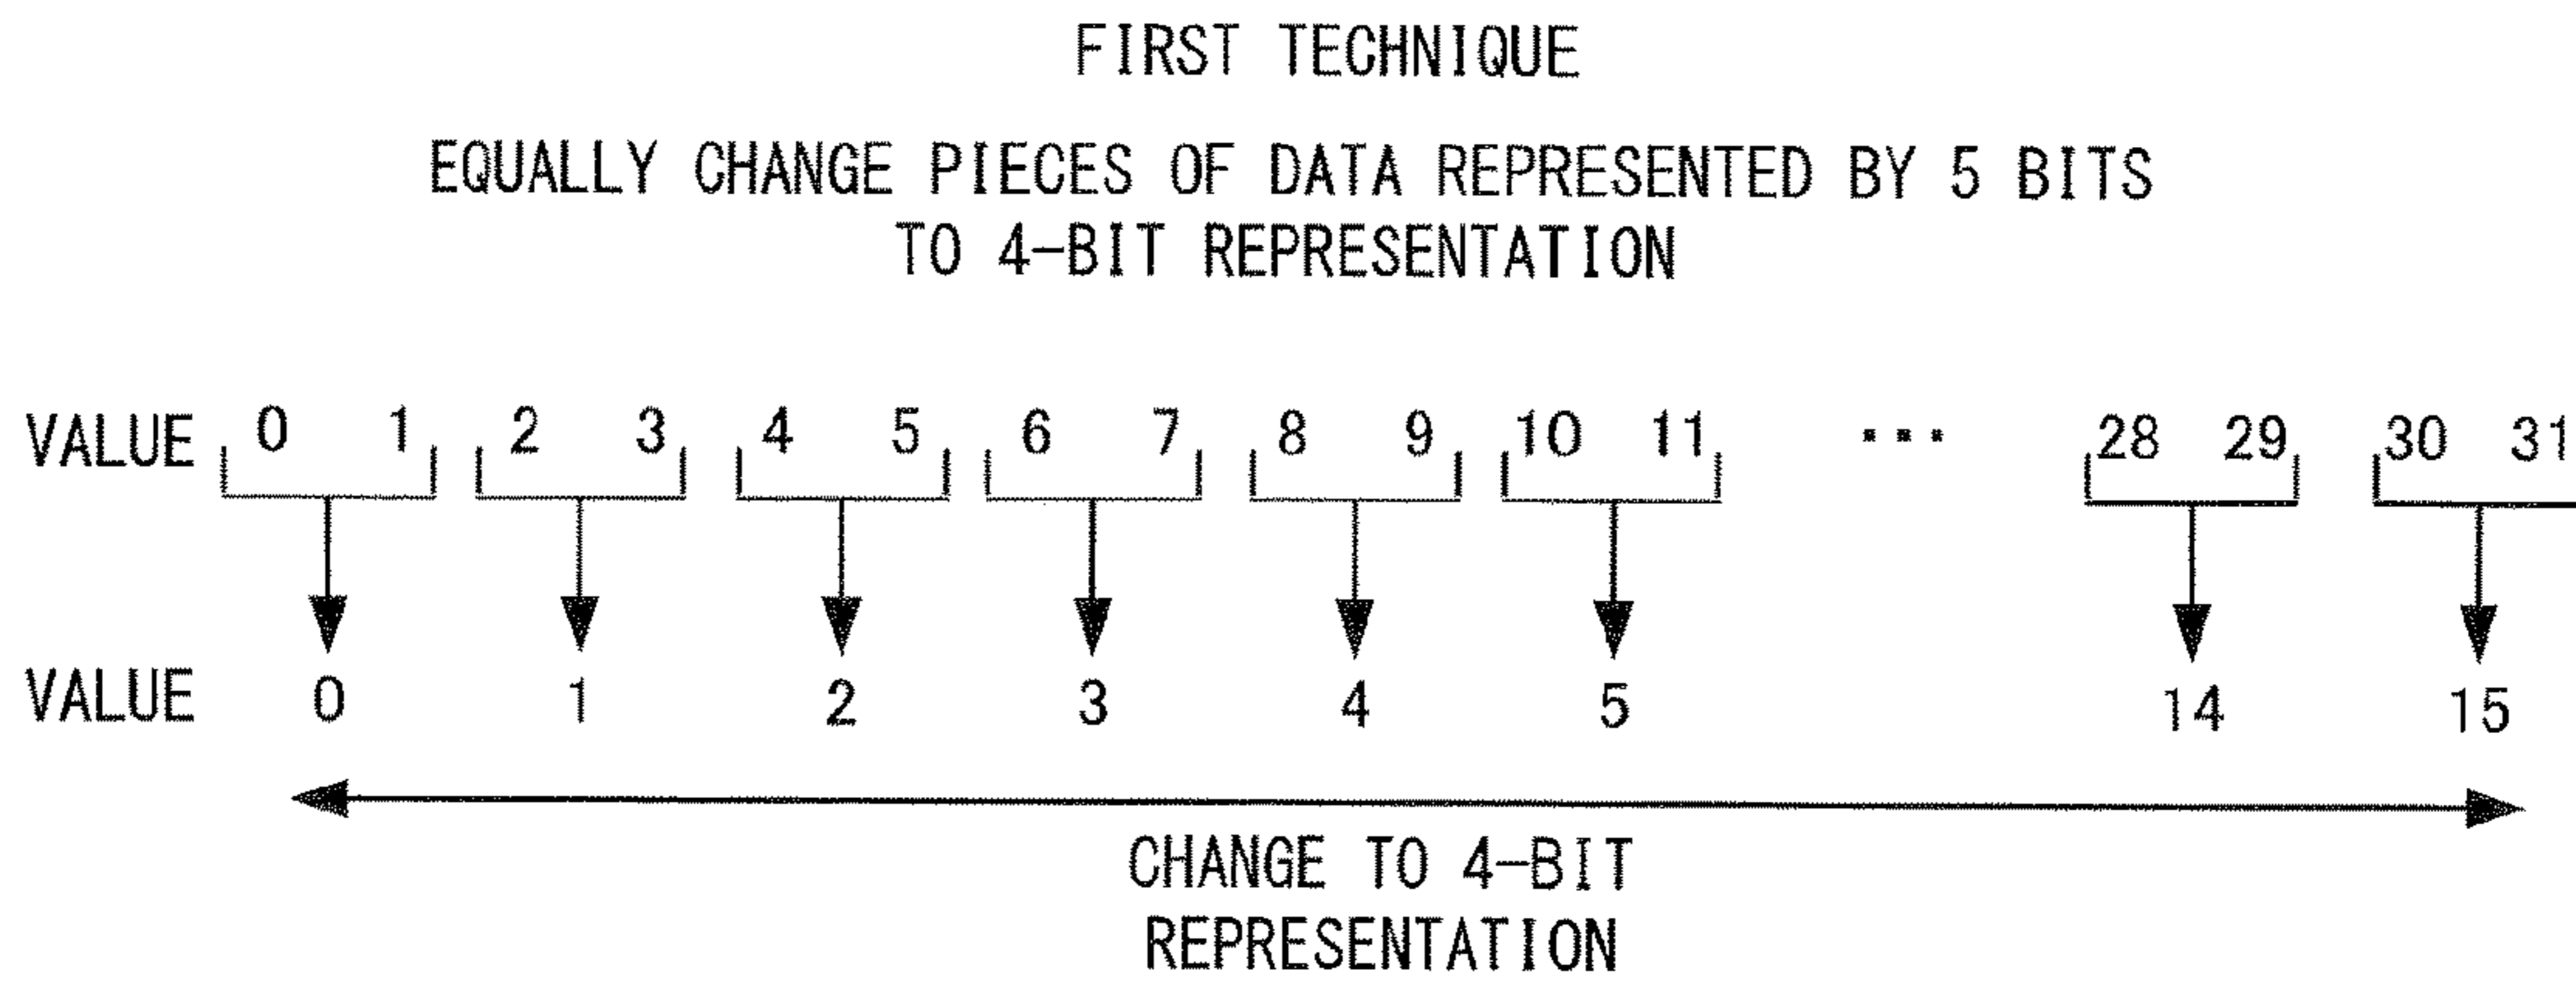 FIRST TECHNIQUE
EQUALLY CHANGE PIECES OF DATA REPRESENTED BY 5 BITS
TO 4-BIT REPRESENTATION
VALUE 0 1 2 3 4 5 6 7 8 9 10 11 ... 28 29 30 31
VALUE 0 1 2 3 4 5 14 15
CHANGE TO 4-BIT
REPRESENTATION